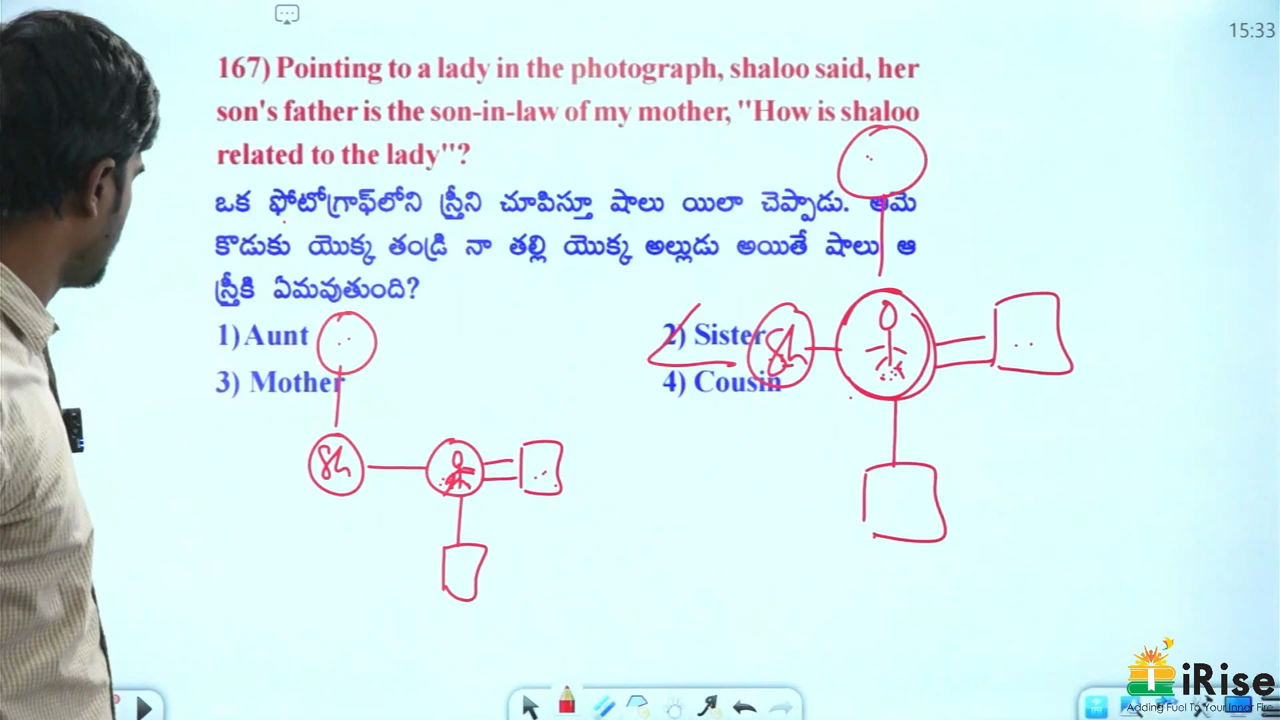 15:33
167) Pointing to a lady in the photograph, shaloo said, her
son's father is the son-in-law of my mother, "How is shaloo
related to the lady"?
ఒక ఫోటోగ్రాఫ్‌లోని స్త్రీని చూపిస్తూ షాలు యిలా చెప్పాడు. ఆమె
కొడుకు యొక్క తండ్రి నా తల్లి యొక్క అల్లుడు అయితే షాలు ఆ
స్త్రీకి ఏమవుతుంది?
1) Aunt
2) Sister
3) Mother
4) Cousin
Sh
Sh
iRise
Adding Fuel To Your Inner Fire